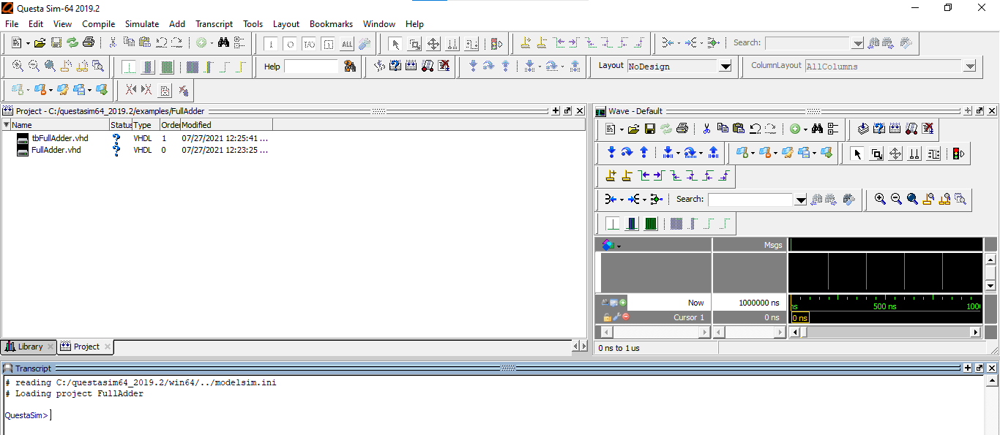 Questa Sim-64 2019.2
File Edit View Compile Simulate Add Transcript Tools Layout Bookmarks Window Help
Search:
Help
Layout NoDesign
ColumnLayout AllColumns
Project - C:/questasim64_2019.2/examples/FullAdder
Name Status Type Order Modified
tbFullAdder.vhd VHDL 1 07/27/2021 12:25:41 ...
FullAdder.vhd VHDL 0 07/27/2021 12:23:25 ...
Library
Project
Wave - Default
Search:
Msgs
Now 1000000 ns
ns 500 ns 100
Cursor 1 0 ns
0 ns
0 ns to 1 us
Transcript
# reading C:/questasim64_2019.2/win64/../modelsim.ini
# Loading project FullAdder
QuestaSim>